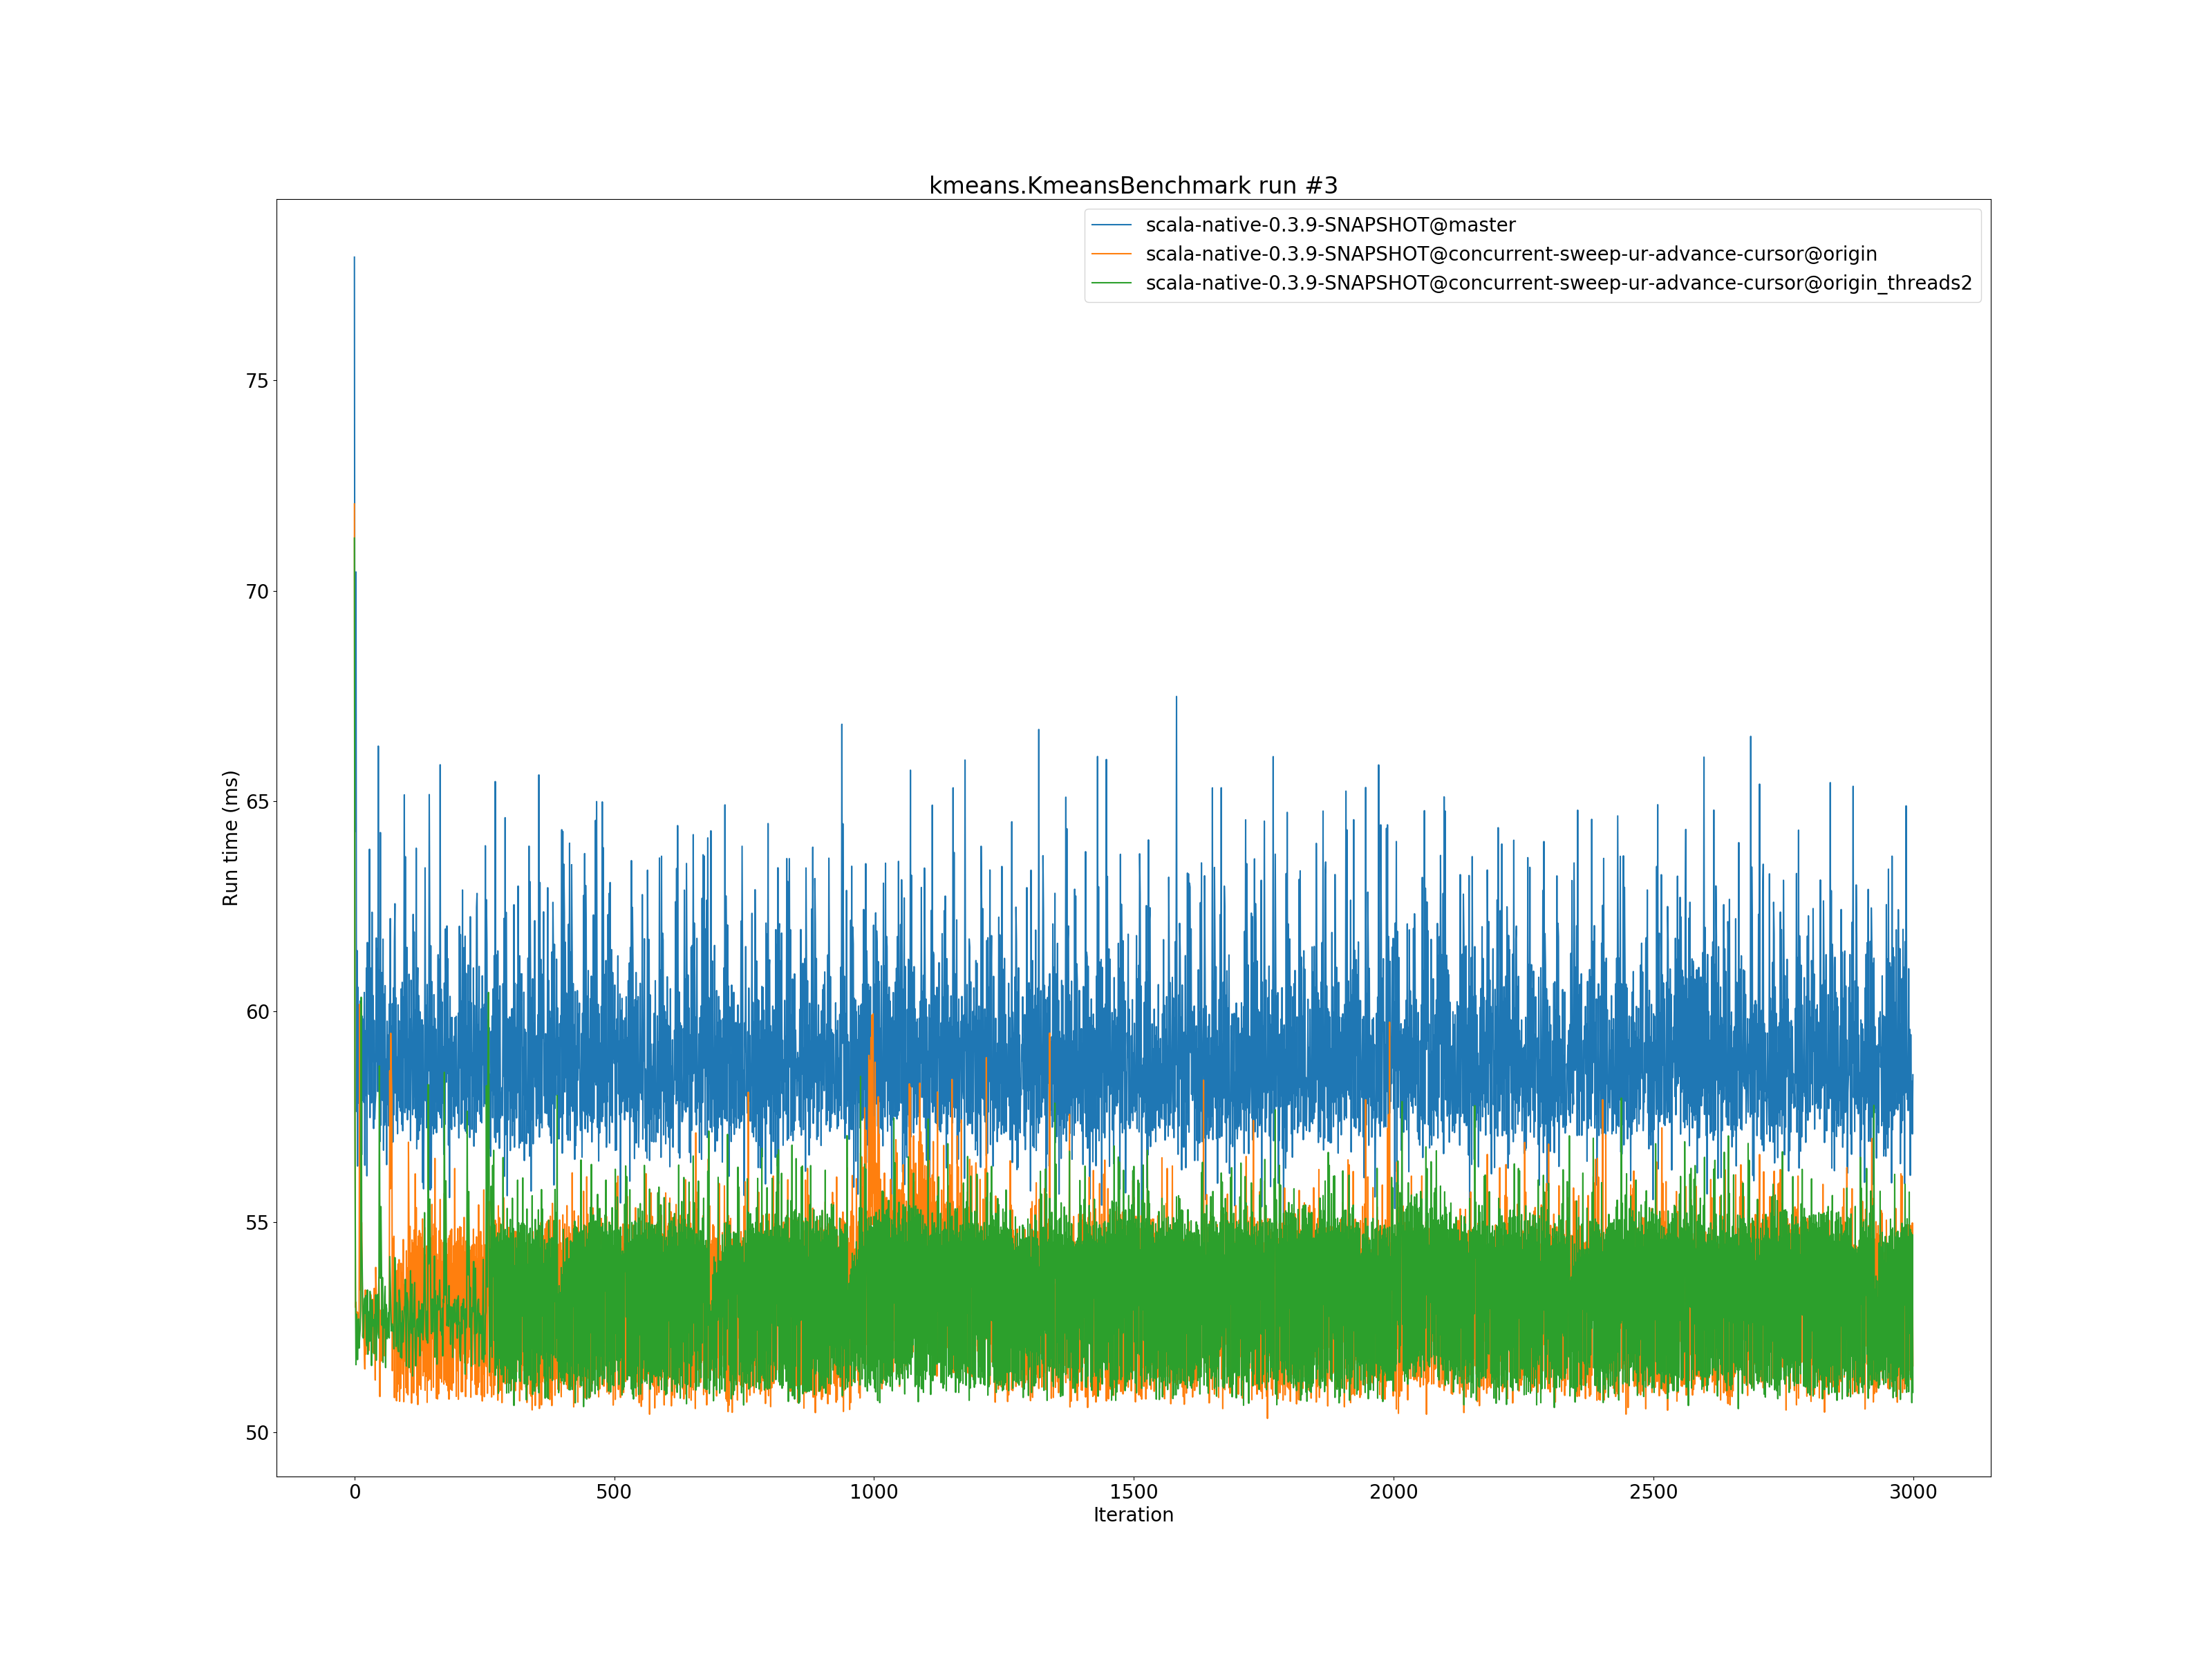 kmeans.KmeansBenchmark run #3
scala-native-0.3.9-SNAPSHOT@master
scala-native-0.3.9-SNAPSHOT@concurrent-sweep-ur-advance-cursor@origin
scala-native-0.3.9-SNAPSHOT@concurrent-sweep-ur-advance-cursor@origin_threads2
Run time (ms)
75
70
65
60
55
50
0 500 1000 1500 2000 2500 3000
Iteration